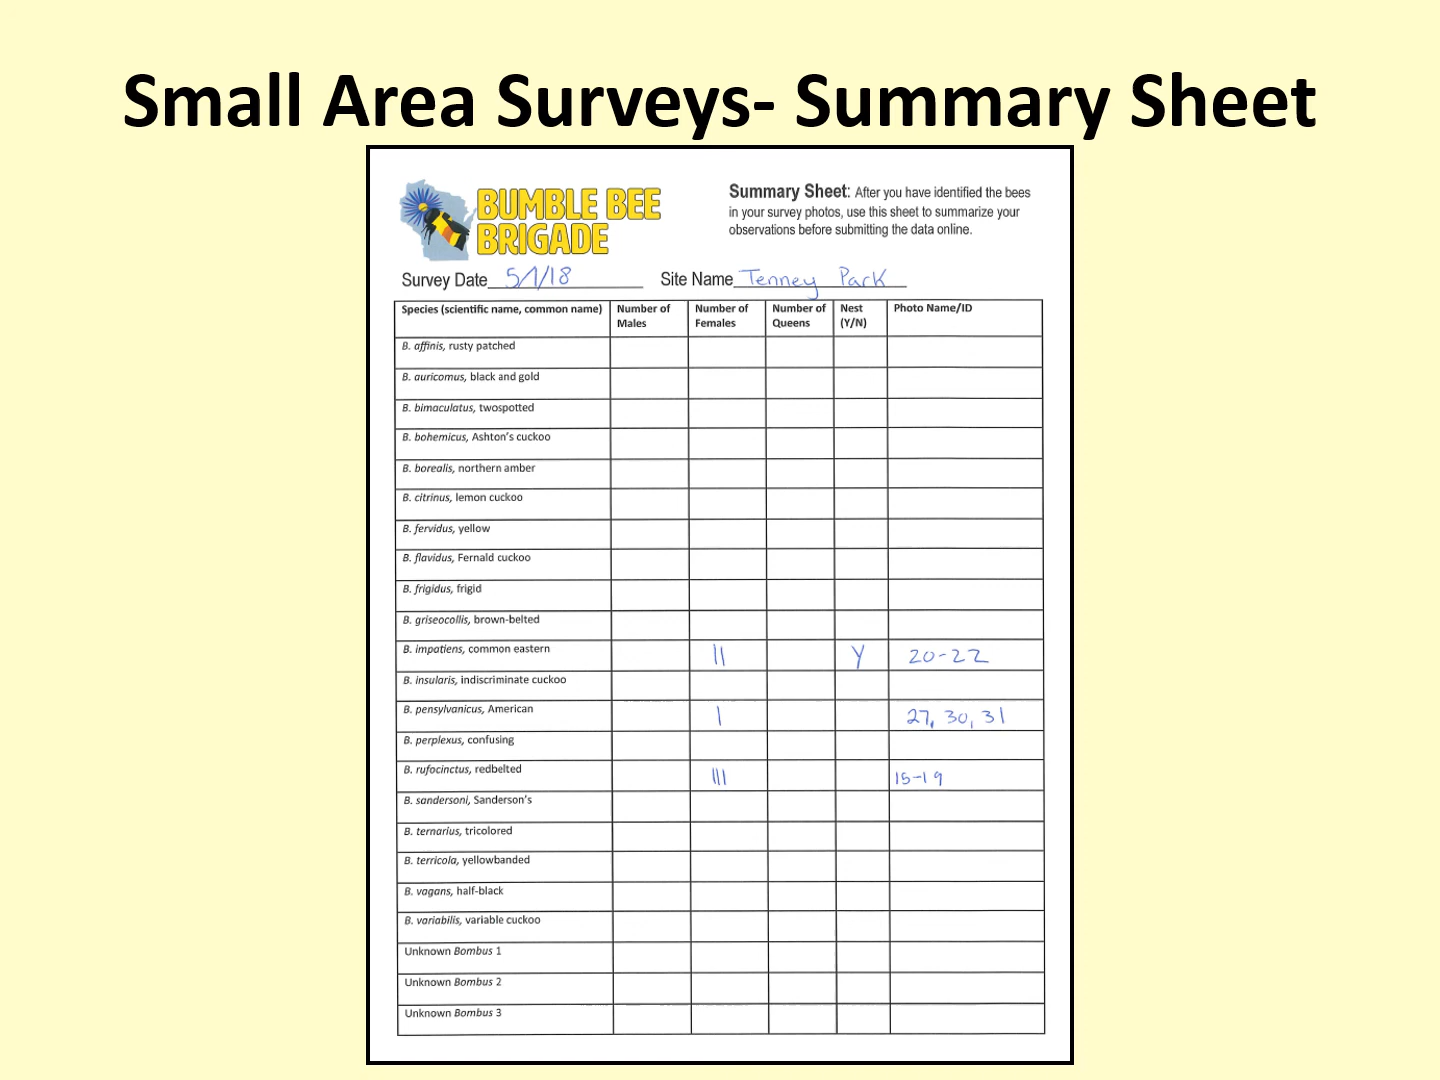 Small Area Surveys- Summary Sheet
BUMBLE BEE
BRIGADE
Summary Sheet: After you have identified the bees
in your survey photos, use this sheet to summarize your
observations before submitting the data online.
Survey Date 5/1/18 Site Name Tenney Park
Species (scientific name, common name) Number of Males Number of Females Number of Queens Nest (Y/N) Photo Name/ID
B. affinis, rusty patched
B. auricomus, black and gold
B. bimaculatus, twospotted
B. bohemicus, Ashton's cuckoo
B. borealis, northern amber
B. citrinus, lemon cuckoo
B. fervidus, yellow
B. flavidus, Fernald cuckoo
B. frigidus, frigid
B. griseocollis, brown-belted
B. impatiens, common eastern || Y 20-22
B. insularis, indiscriminate cuckoo
B. pensylvanicus, American | 27, 30, 31
B. perplexus, confusing
B. rufocinctus, redbelted ||| 15-19
B. sandersoni, Sanderson's
B. ternarius, tricolored
B. terricola, yellowbanded
B. vagans, half-black
B. variabilis, variable cuckoo
Unknown Bombus 1
Unknown Bombus 2
Unknown Bombus 3